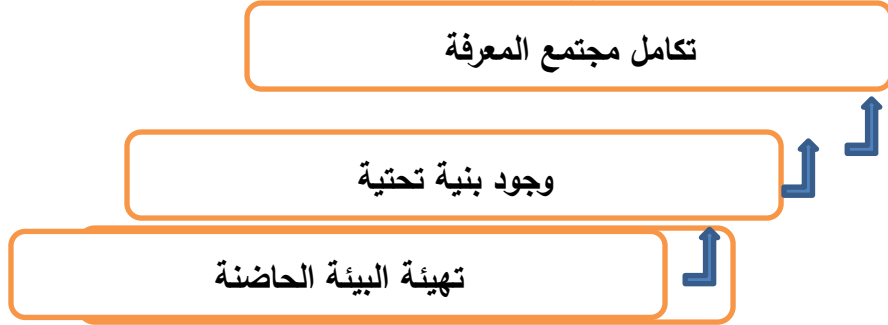 تكامل مجتمع المعرفة
وجود بنية تحتية
تهيئة البيئة الحاضنة